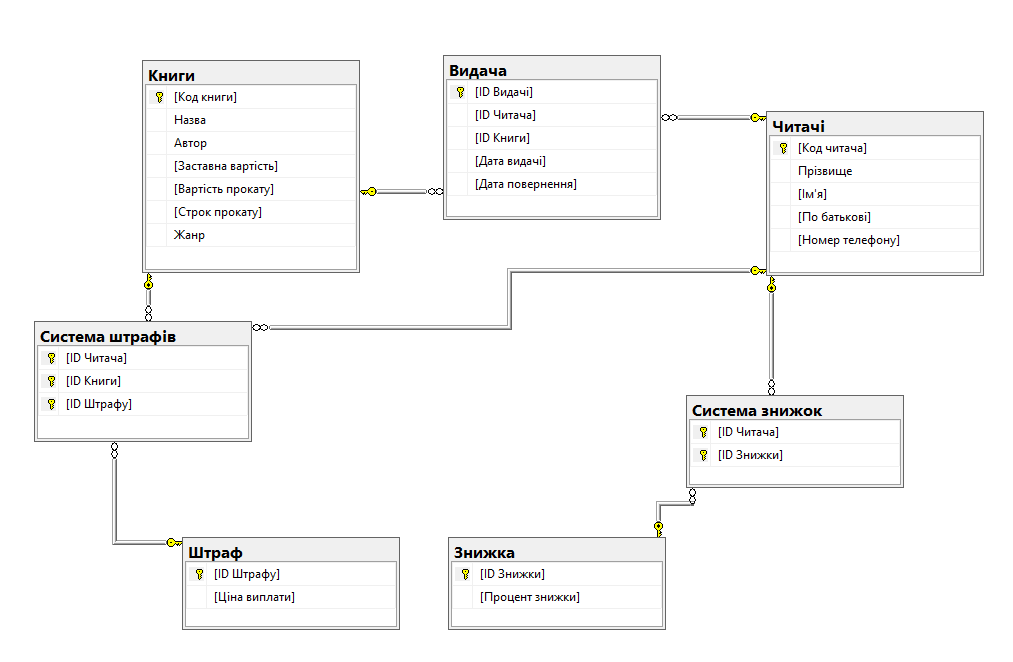 Книги
[Код книги]
Назва
Автор
[Заставна вартість]
[Вартість прокату]
[Строк прокату]
Жанр
Видача
[ID Видачі]
[ID Читача]
[ID Книги]
[Дата видачі]
[Дата повернення]
Читачі
[Код читача]
Прізвище
[Ім'я]
[По батькові]
[Номер телефону]
Система штрафів
[ID Читача]
[ID Книги]
[ID Штрафу]
Система знижок
[ID Читача]
[ID Знижки]
Штраф
[ID Штрафу]
[Ціна виплати]
Знижка
[ID Знижки]
[Процент знижки]